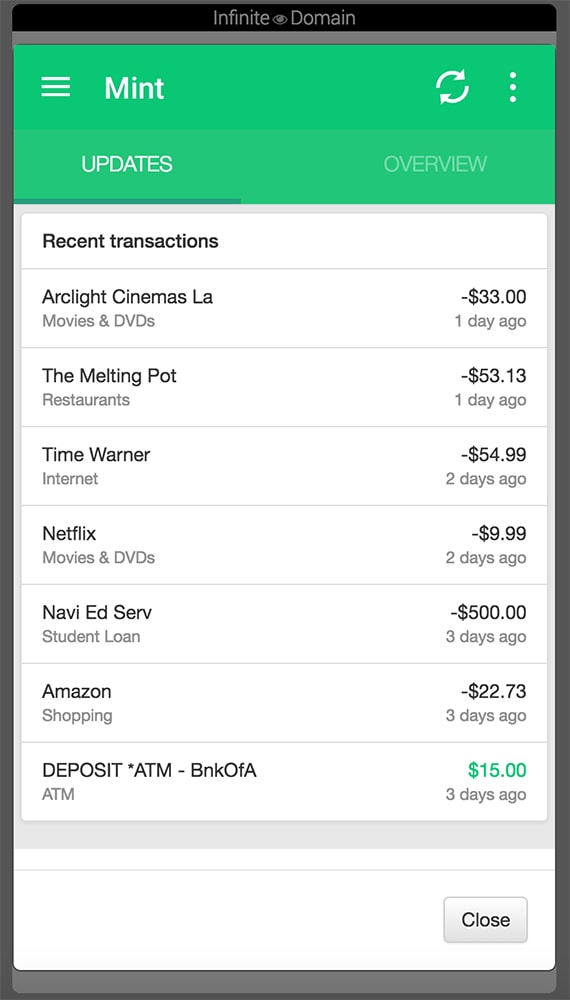 Infinite Domain
Mint
UPDATES OVERVIEW
Recent transactions
Arclight Cinemas La -$33.00
Movies & DVDs 1 day ago
The Melting Pot -$53.13
Restaurants 1 day ago
Time Warner -$54.99
Internet 2 days ago
Netflix -$9.99
Movies & DVDs 2 days ago
Navi Ed Serv -$500.00
Student Loan 3 days ago
Amazon -$22.73
Shopping 3 days ago
DEPOSIT *ATM - BnkOfA $15.00
ATM 3 days ago
Close